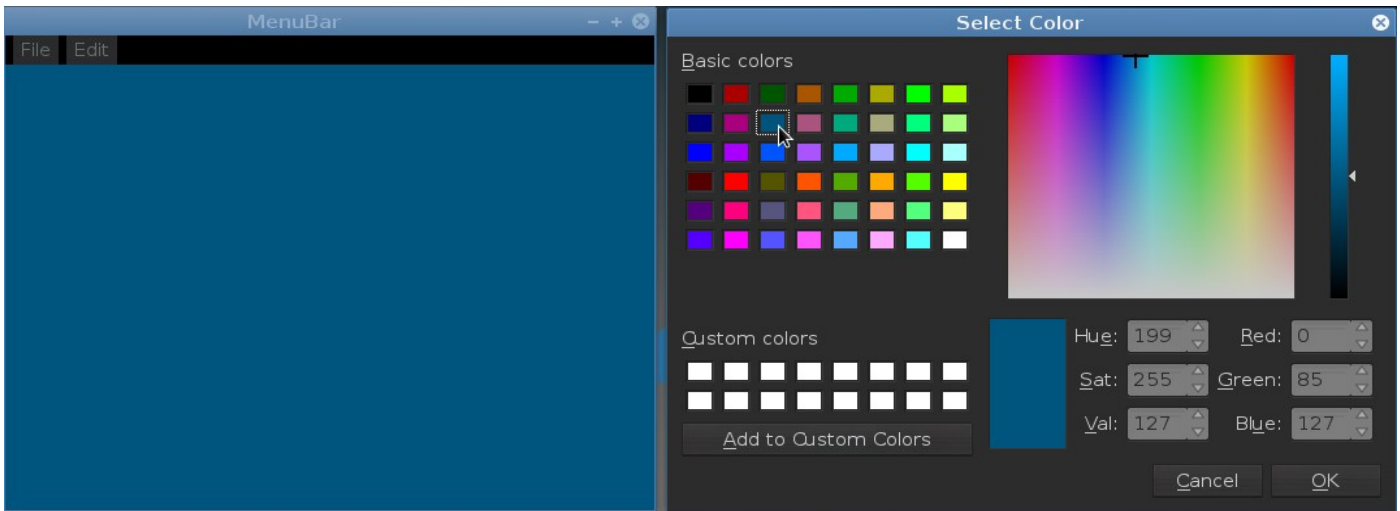 MenuBar
File Edit
Select Color
Basic colors
Custom colors
Add to Custom Colors
Hue: 199 Red: 0
Sat: 255 Green: 85
Val: 127 Blue: 127
Cancel OK